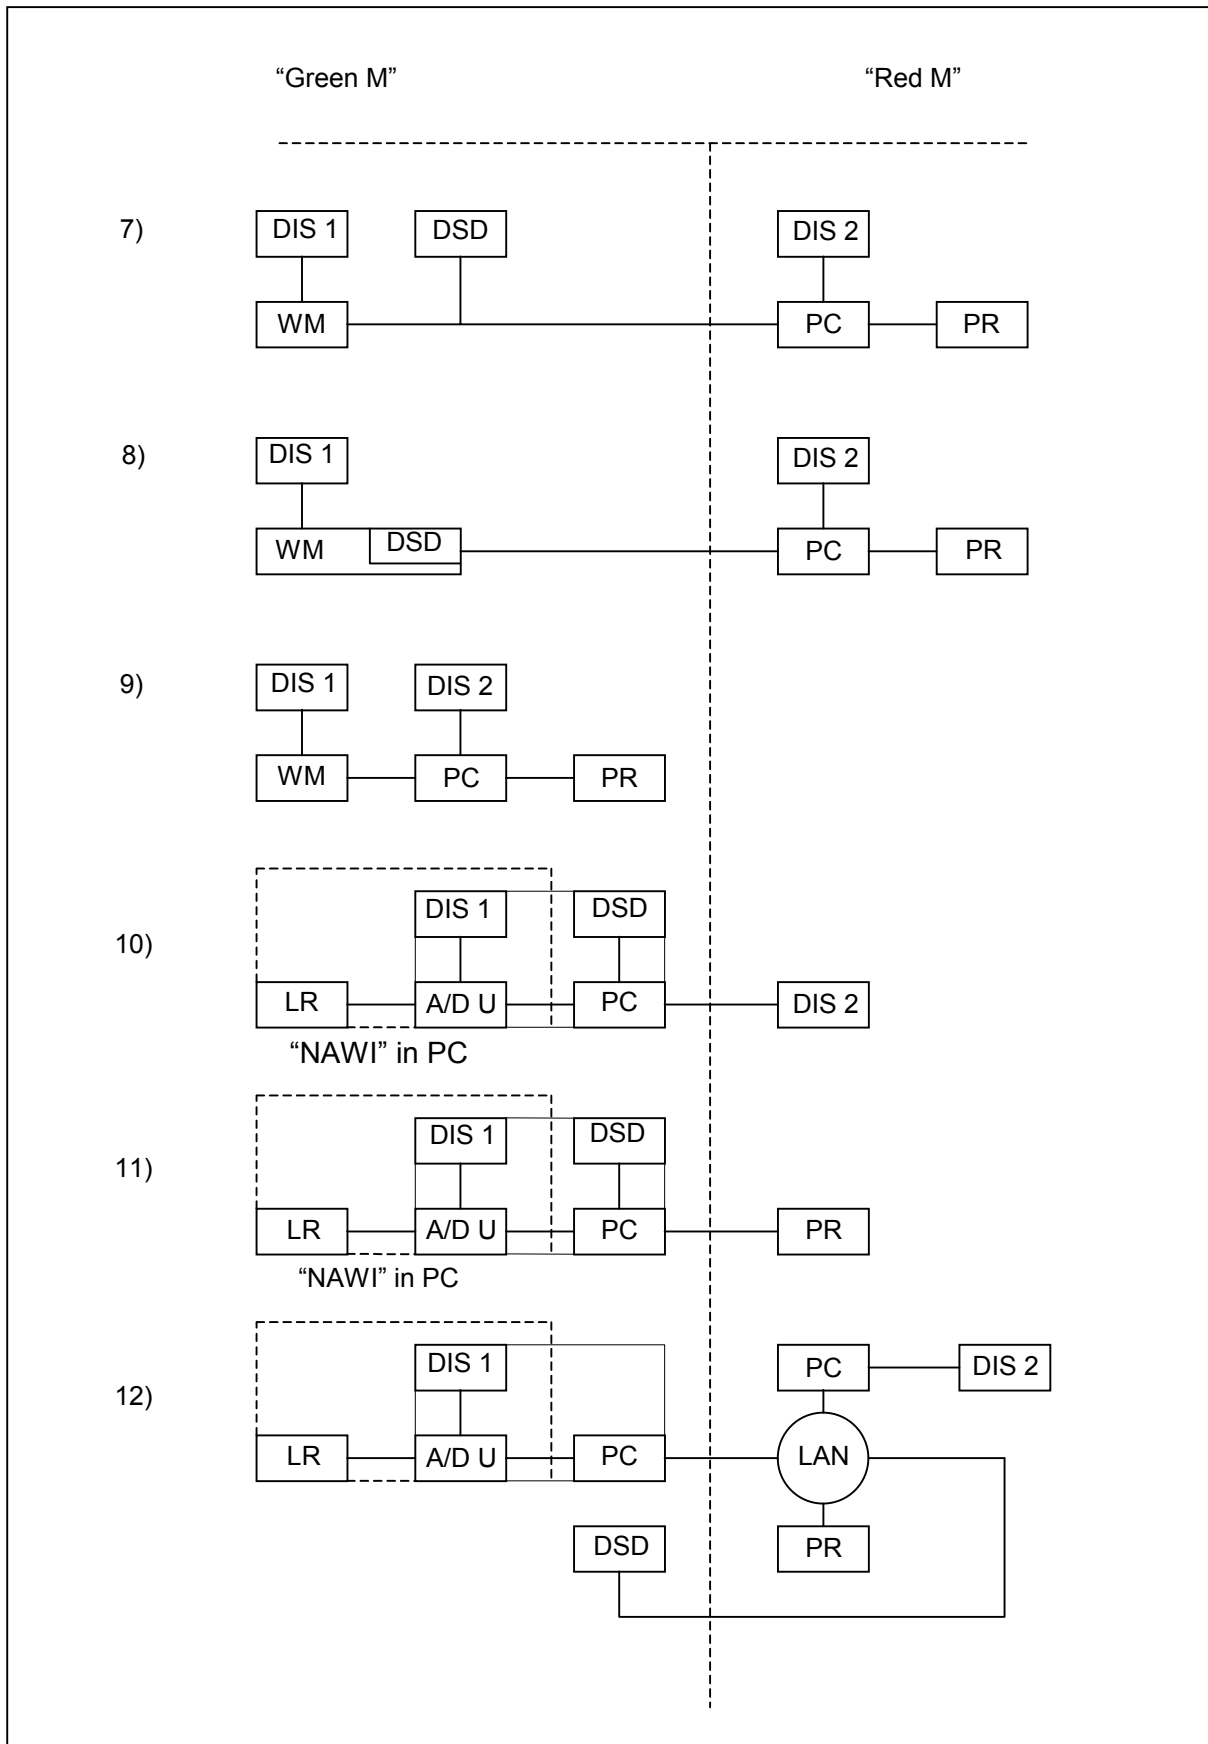 “Green M” “Red M”
7) DIS 1 DSD DIS 2
WM PC PR
8) DIS 1 DIS 2
WM DSD PC PR
9) DIS 1 DIS 2
WM PC PR
10) DIS 1 DSD
LR A/D U PC DIS 2
“NAWI” in PC
11) DIS 1 DSD
LR A/D U PC PR
“NAWI” in PC
12) DIS 1 PC DIS 2
LR A/D U PC LAN
DSD PR